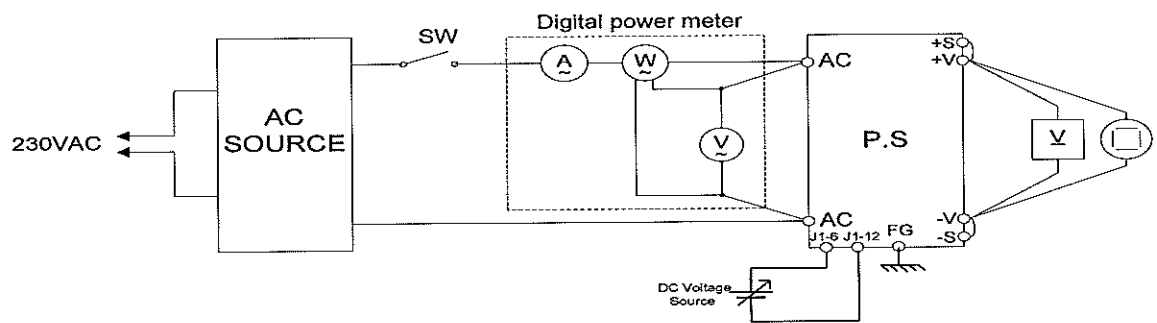 Digital power meter
SW
A
W
V
AC
SOURCE
230VAC
AC
AC
P.S
+S
+V
-V
-S
V
J1-6
J1-12
FG
DC Voltage
Source